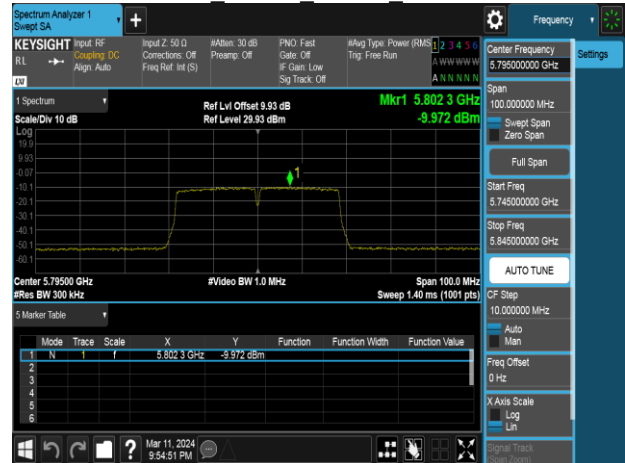 Spectrum Analyzer 1
Swept SA
+
Frequency
KEYSIGHT
RL
LXI
Input: RF
Coupling: DC
Align: Auto
Input Z: 50 Ω
Corrections: Off
Freq Ref: Int (S)
#Atten: 30 dB
Preamp: Off
PNO: Fast
Gate: Off
IF Gain: Low
Sig Track: Off
#Avg Type: Power (RMS
Trig: Free Run
1 2 3 4 5 6
A W W W W W
A N N N N N
1 Spectrum
Scale/Div 10 dB
Ref Lvl Offset 9.93 dB
Ref Level 29.93 dBm
Mkr1 5.802 3 GHz
-9.972 dBm
Log
19.9
9.93
-0.07
-10.1
-20.1
-30.1
-40.1
-50.1
-60.1
1
Center 5.79500 GHz
#Res BW 300 kHz
#Video BW 1.0 MHz
Span 100.0 MHz
Sweep 1.40 ms (1001 pts)
5 Marker Table
Mode Trace Scale X Y Function Function Width Function Value
1 N 1 f 5.802 3 GHz -9.972 dBm
2
3
4
5
6
?
Mar 11, 2024
9:54:51 PM
Center Frequency
5.795000000 GHz
Span
100.000000 MHz
Swept Span
Zero Span
Full Span
Start Freq
5.745000000 GHz
Stop Freq
5.845000000 GHz
AUTO TUNE
CF Step
10.000000 MHz
Auto
Man
Freq Offset
0 Hz
X Axis Scale
Log
Lin
Signal Track
(Span Zoom)
Settings